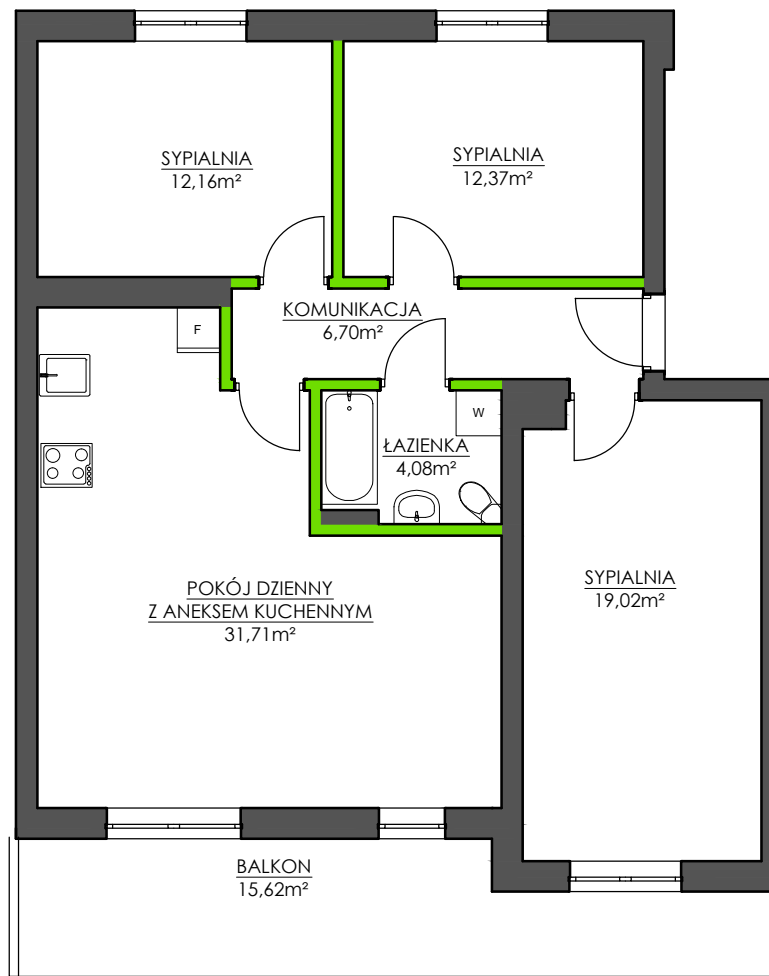 SYPIALNIA
12,16m²
SYPIALNIA
12,37m²
KOMUNIKACJA
6,70m²
F
W
ŁAZIENKA
4,08m²
POKÓJ DZIENNY
Z ANEKSEM KUCHENNYM
31,71m²
SYPIALNIA
19,02m²
BALKON
15,62m²